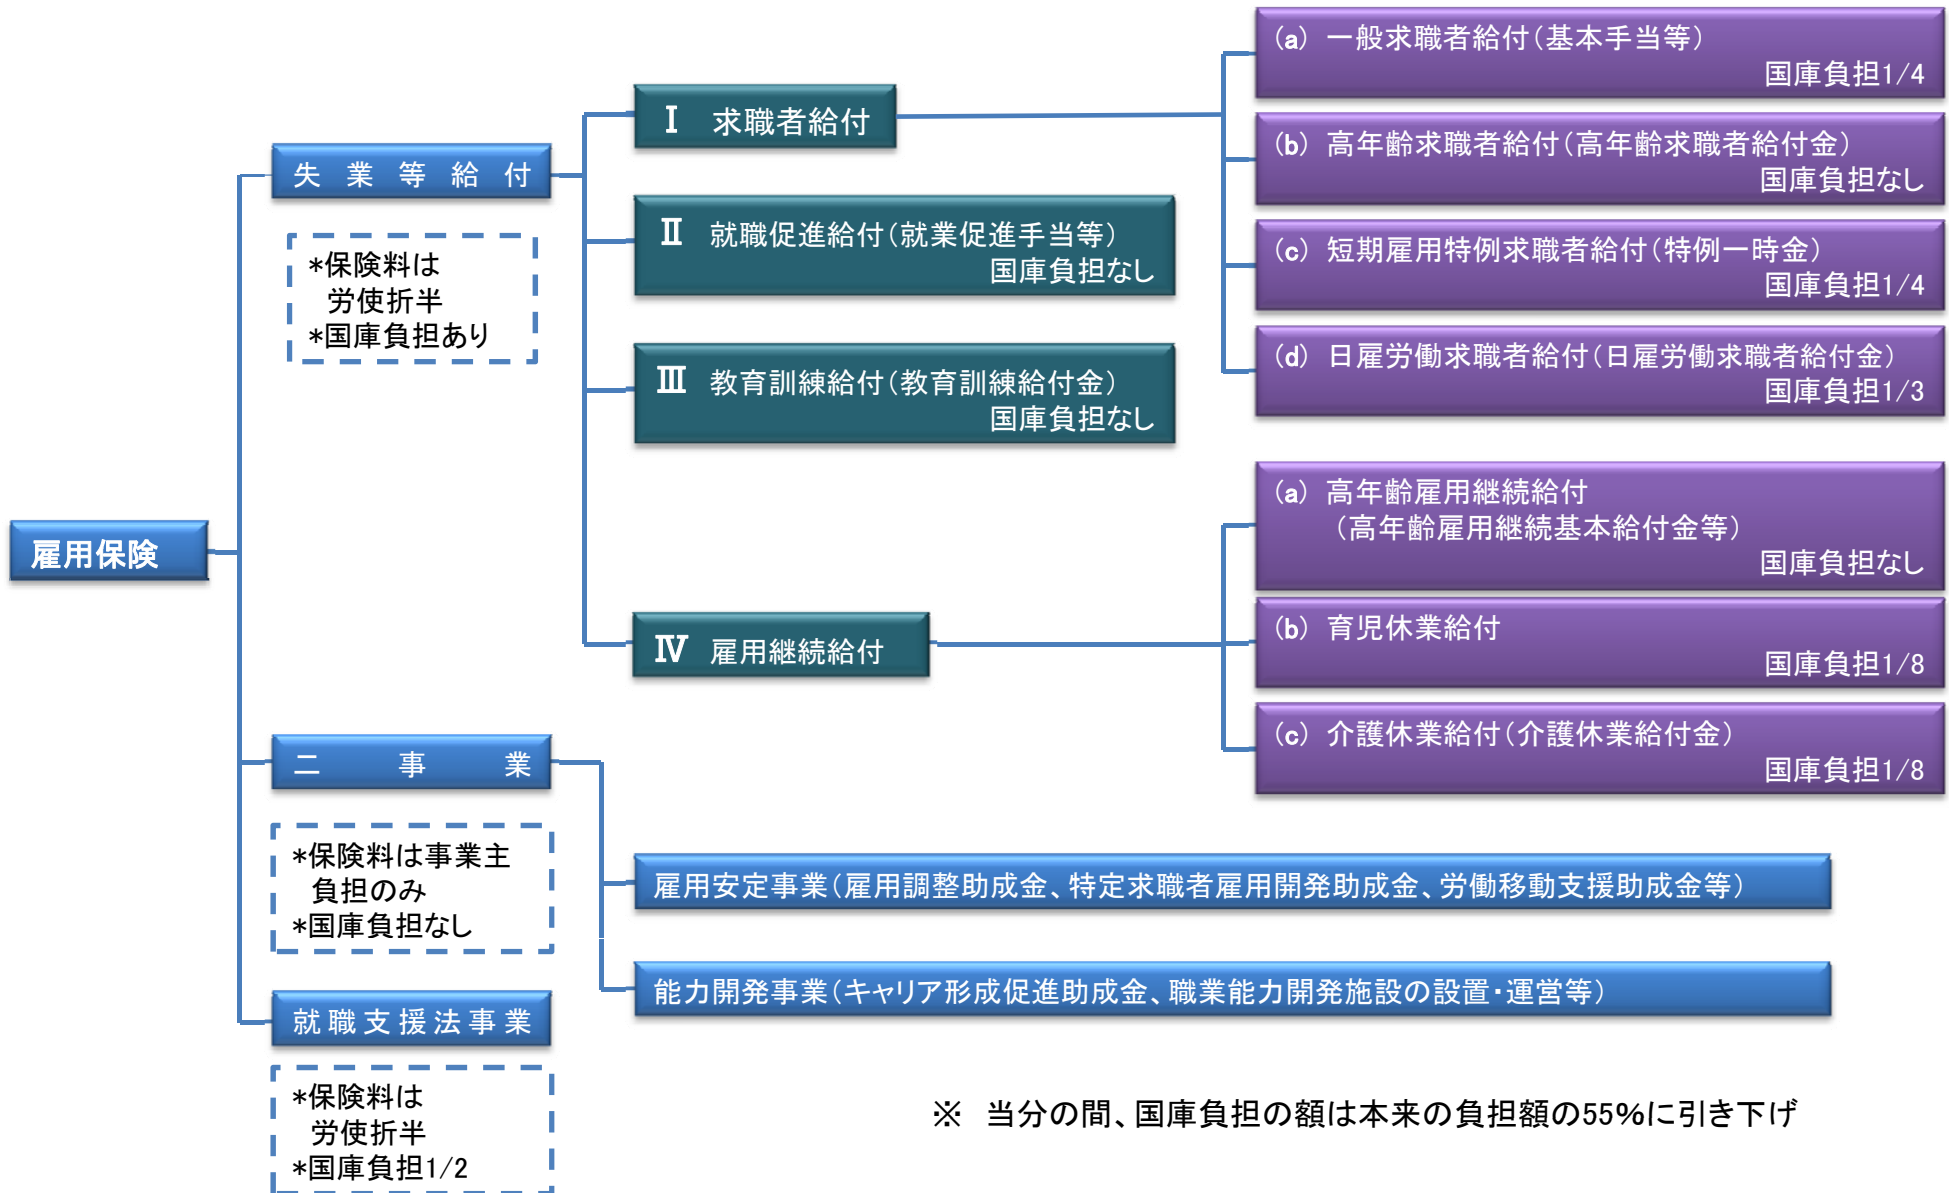 雇用保険
失業等給付
*保険料は
労使折半
*国庫負担あり
Ⅰ 求職者給付
(a) 一般求職者給付(基本手当等)
国庫負担1/4
(b) 高年齢求職者給付(高年齢求職者給付金)
国庫負担なし
(c) 短期雇用特例求職者給付(特例一時金)
国庫負担1/4
(d) 日雇労働求職者給付(日雇労働求職者給付金)
国庫負担1/3
Ⅱ 就職促進給付(就業促進手当等)
国庫負担なし
Ⅲ 教育訓練給付(教育訓練給付金)
国庫負担なし
Ⅳ 雇用継続給付
(a) 高年齢雇用継続給付
(高年齢雇用継続基本給付金等)
国庫負担なし
(b) 育児休業給付
国庫負担1/8
(c) 介護休業給付(介護休業給付金)
国庫負担1/8
二事業
*保険料は事業主
負担のみ
*国庫負担なし
雇用安定事業(雇用調整助成金、特定求職者雇用開発助成金、労働移動支援助成金等)
能力開発事業(キャリア形成促進助成金、職業能力開発施設の設置・運営等)
就職支援法事業
*保険料は
労使折半
*国庫負担1/2
※ 当分の間、国庫負担の額は本来の負担額の55%に引き下げ